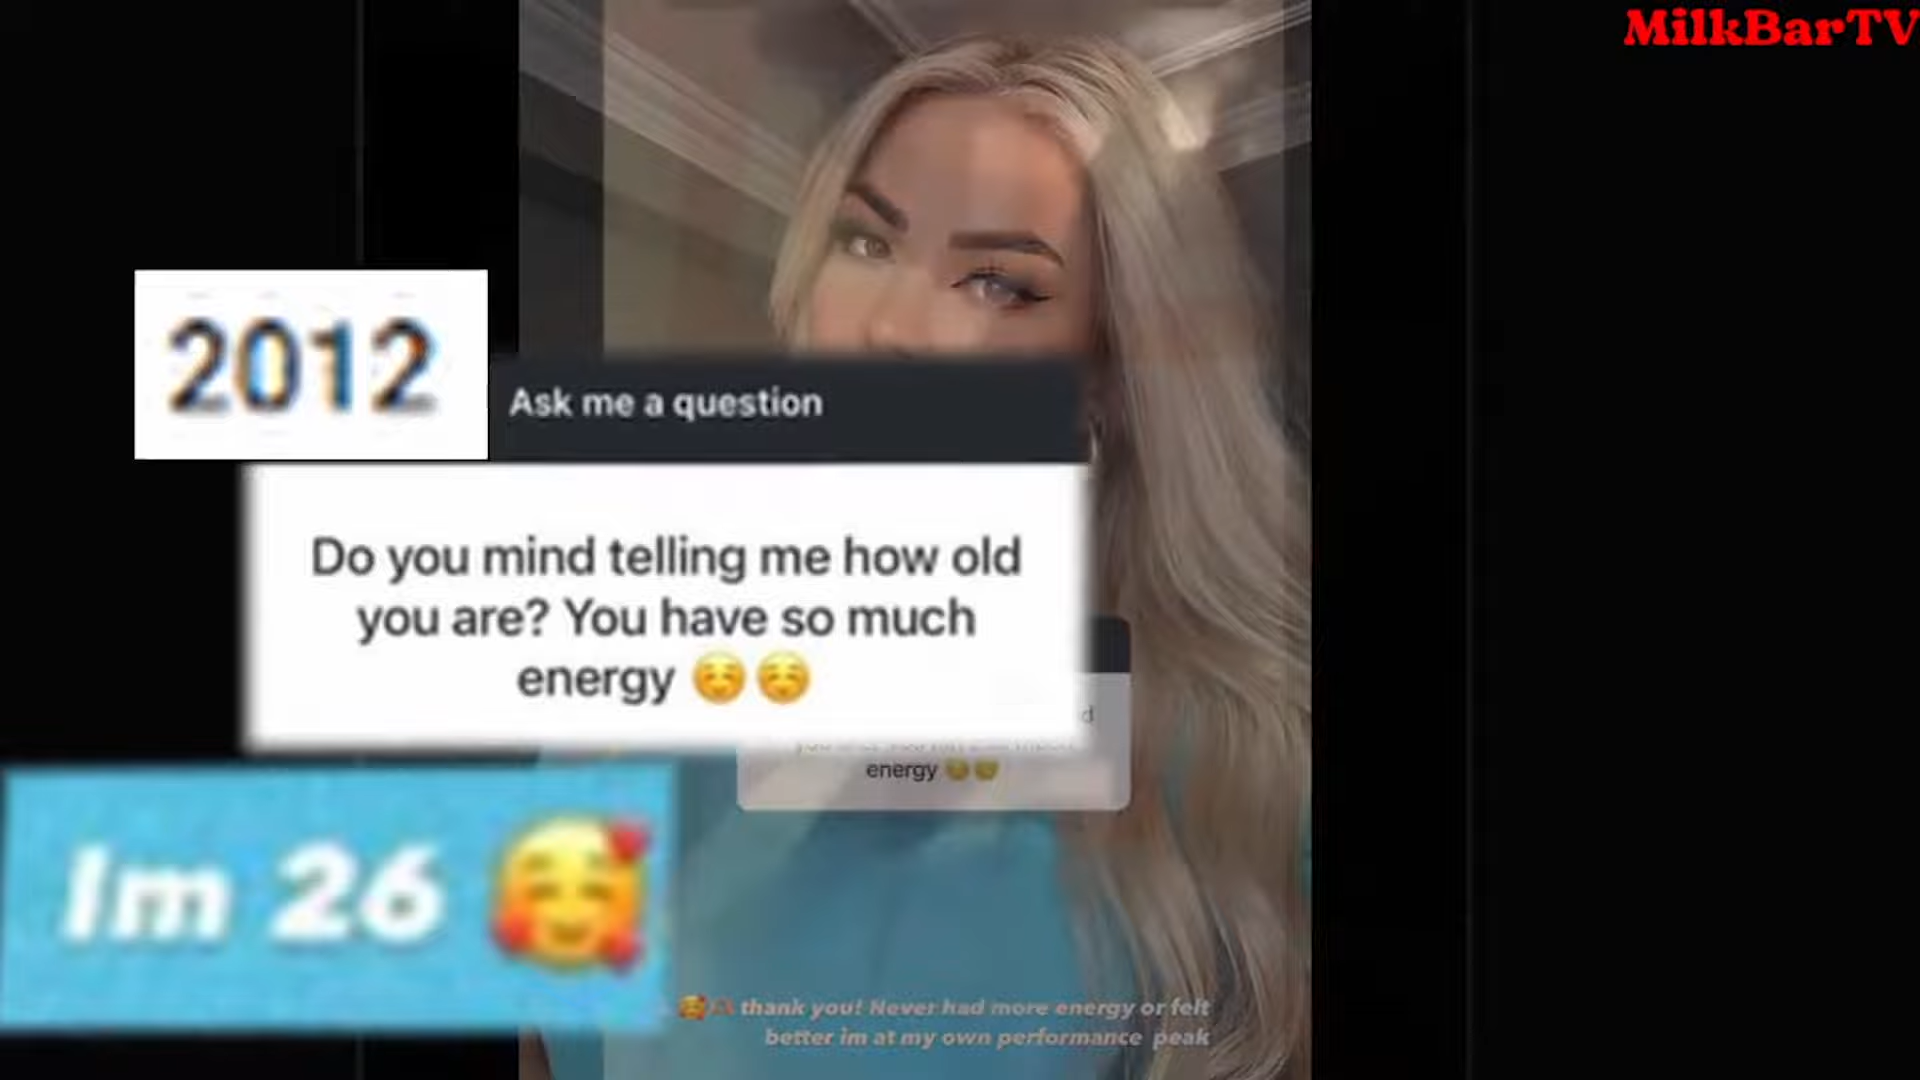 MilkBarTV
2012
Ask me a question
Do you mind telling me how old
you are? You have so much
energy ☺️☺️
d
energy
Im 26 🥰
🥰 thank you! Never had more energy or felt
better im at my own performance peak